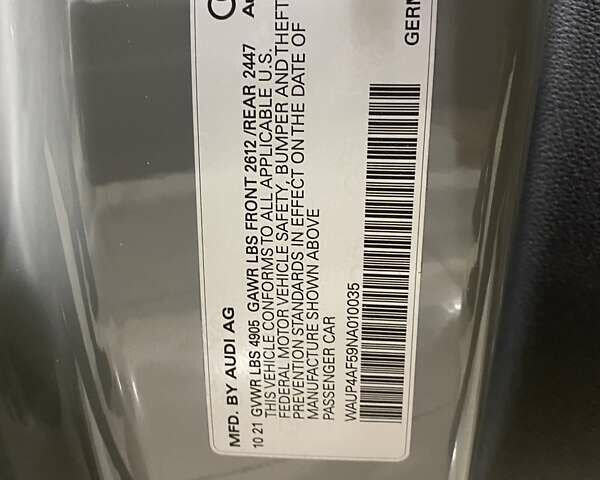 MFD. BY AUDI AG
10 21 GVWR LBS 4905 GAWR LBS FRONT 2612 /REAR 2447
THIS VEHICLE CONFORMS TO ALL APPLICABLE U.S.
FEDERAL MOTOR VEHICLE SAFETY, BUMPER AND THEFT
PREVENTION STANDARDS IN EFFECT ON THE DATE OF
MANUFACTURE SHOWN ABOVE
PASSENGER CAR
WAUP4AF59NA010035